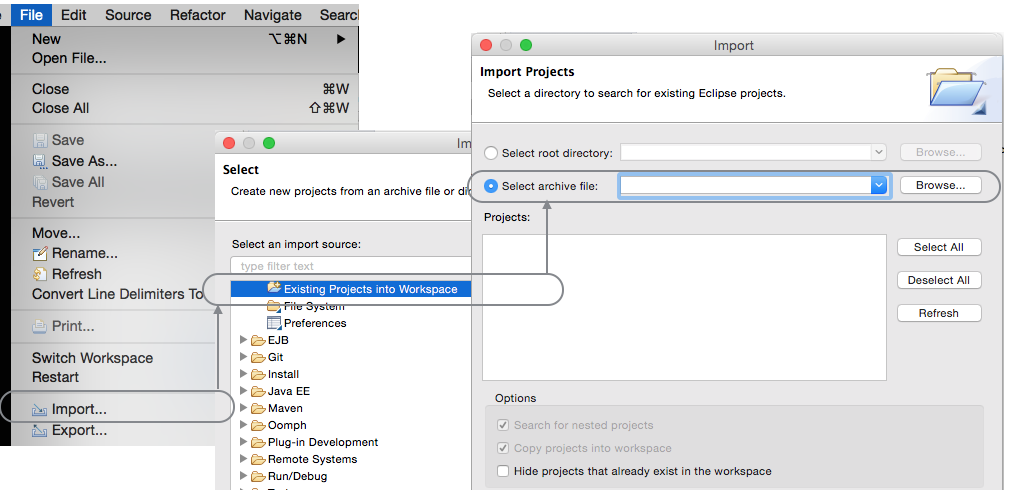 File Edit Source Refactor Navigate Searc
New ⌥⌘N ▶
Open File...
Close ⌘W
Close All ⇧⌘W
Save
Save As...
Save All
Revert
Move...
Rename...
Refresh
Convert Line Delimiters To
Print...
Switch Workspace
Restart
Import...
Export...
Im
Select
Create new projects from an archive file or dir
Select an import source:
type filter text
Existing Projects into Workspace
File System
Preferences
EJB
Git
Install
Java EE
Maven
Oomph
Plug-in Development
Remote Systems
Run/Debug
Import
Import Projects
Select a directory to search for existing Eclipse projects.
Select root directory: Browse...
Select archive file: Browse...
Projects:
Select All
Deselect All
Refresh
Options
Search for nested projects
Copy projects into workspace
Hide projects that already exist in the workspace